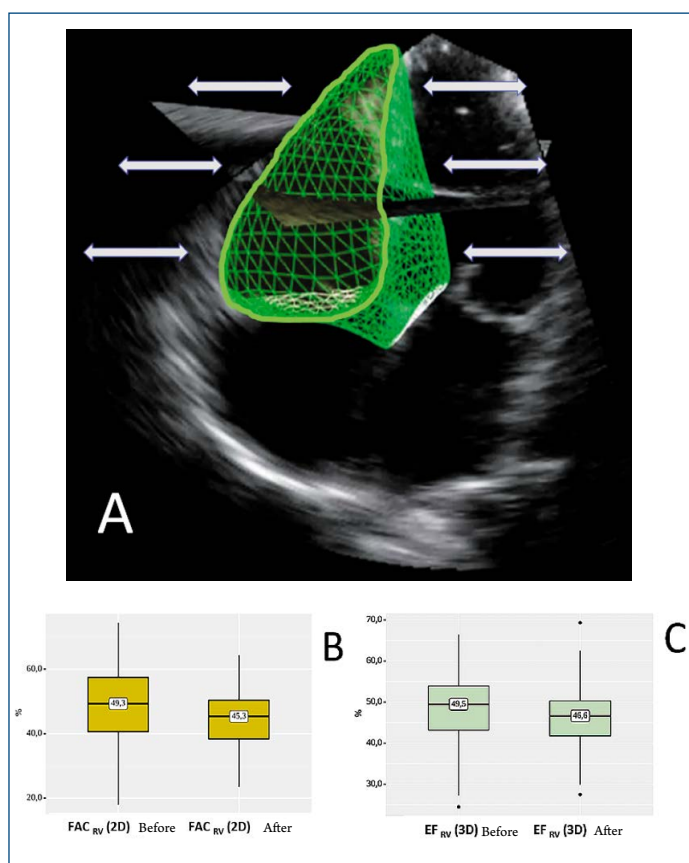 A
B
60,0
40,0
20,0
%
49,3
45,3
FAC RV (2D) Before FAC RV (2D) After
C
70,0
60,0
50,0
40,0
30,0
%
49,5
46,6
EF RV (3D) Before EF RV (3D) After